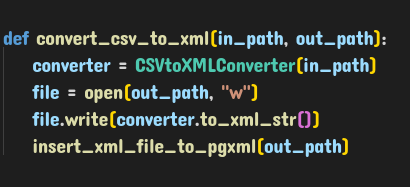 def convert_csv_to_xml(in_path, out_path):
    converter = CSVtoXMLConverter(in_path)
    file = open(out_path, "w")
    file.write(converter.to_xml_str())
    insert_xml_file_to_pgxml(out_path)